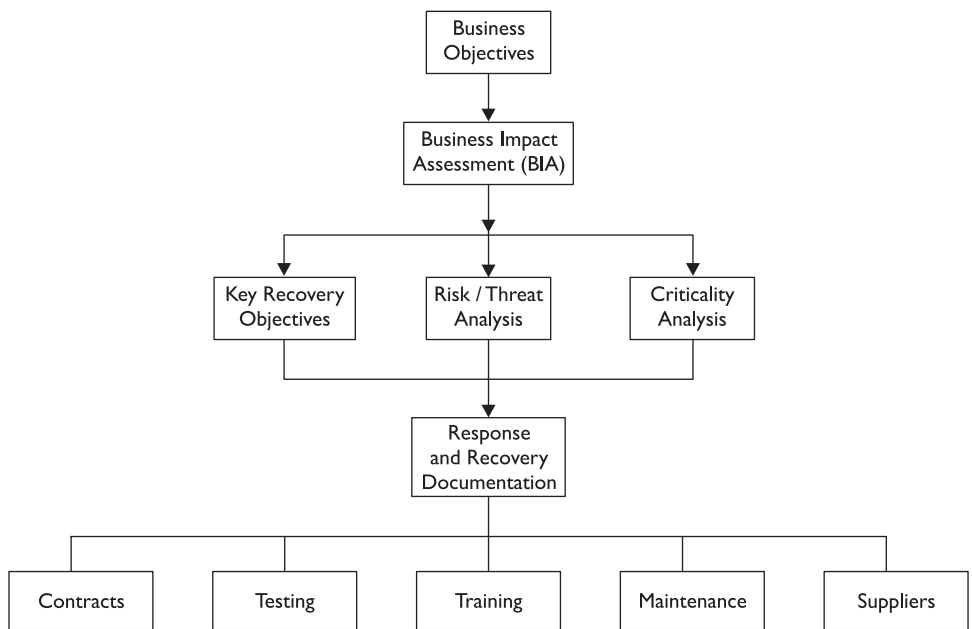 Business
Objectives
Business Impact
Assessment (BIA)
Key Recovery
Objectives
Risk / Threat
Analysis
Criticality
Analysis
Response
and Recovery
Documentation
Contracts
Testing
Training
Maintenance
Suppliers